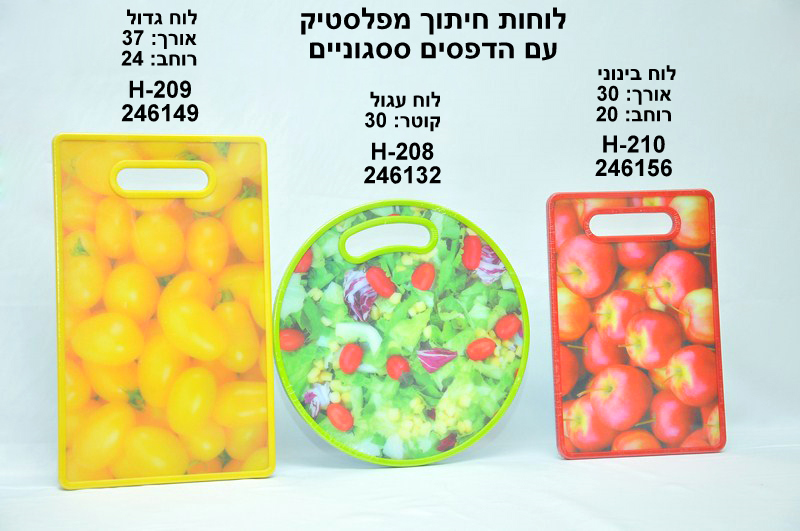 לוחות חיתוך מפלסטיק
עם הדפסים ססגוניים
לוח גדול
אורך: 37
רוחב: 24
H-209
246149
לוח עגול
קוטר: 30
H-208
246132
לוח בינוני
אורך: 30
רוחב: 20
H-210
246156